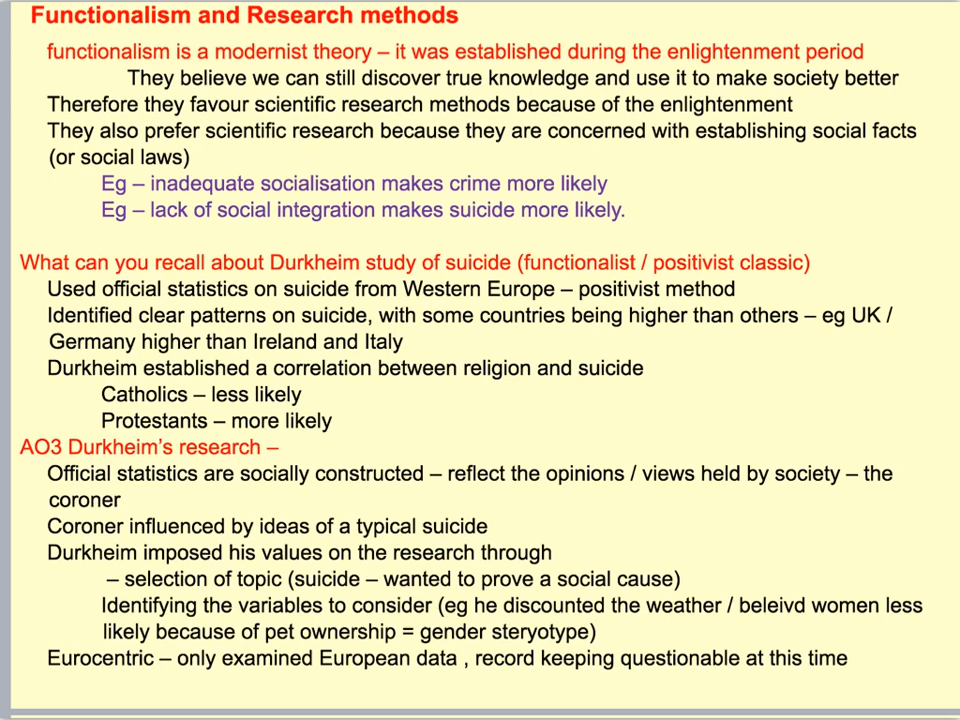 Functionalism and Research methods
functionalism is a modernist theory – it was established during the enlightenment period
They believe we can still discover true knowledge and use it to make society better
Therefore they favour scientific research methods because of the enlightenment
They also prefer scientific research because they are concerned with establishing social facts
(or social laws)
Eg – inadequate socialisation makes crime more likely
Eg – lack of social integration makes suicide more likely.
What can you recall about Durkheim study of suicide (functionalist / positivist classic)
Used official statistics on suicide from Western Europe – positivist method
Identified clear patterns on suicide, with some countries being higher than others – eg UK /
Germany higher than Ireland and Italy
Durkheim established a correlation between religion and suicide
Catholics – less likely
Protestants – more likely
AO3 Durkheim’s research –
Official statistics are socially constructed – reflect the opinions / views held by society – the
coroner
Coroner influenced by ideas of a typical suicide
Durkheim imposed his values on the research through
– selection of topic (suicide – wanted to prove a social cause)
Identifying the variables to consider (eg he discounted the weather / beleivd women less
likely because of pet ownership = gender steryotype)
Eurocentric – only examined European data , record keeping questionable at this time